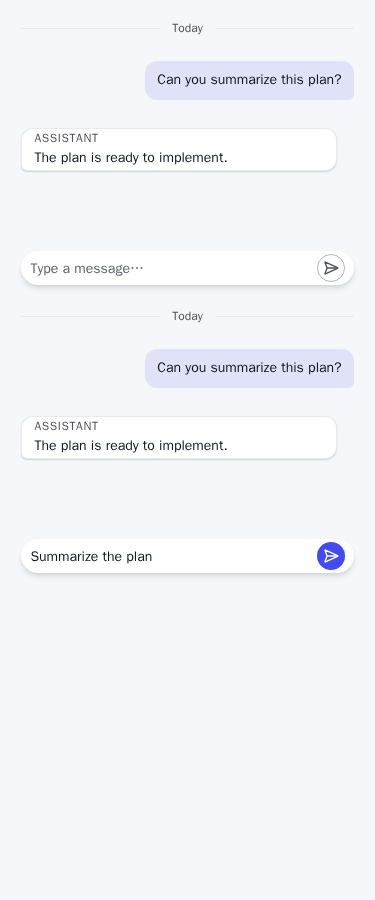 Today
Can you summarize this plan?
ASSISTANT
The plan is ready to implement.
Type a message···
Today
Can you summarize this plan?
ASSISTANT
The plan is ready to implement.
Summarize the plan